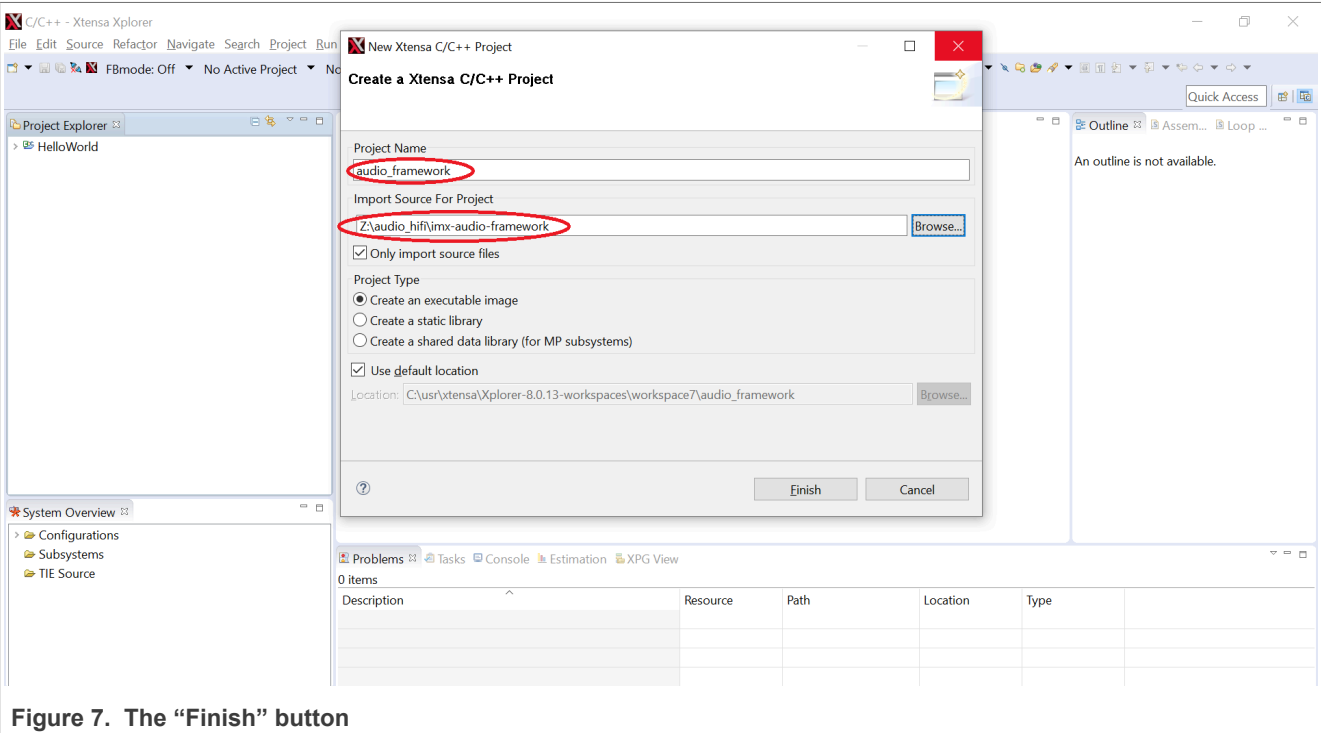 C/C++ - Xtensa Xplorer
File Edit Source Refactor Navigate Search Project Run
FBmode: Off No Active Project No
Quick Access
Project Explorer
HelloWorld
New Xtensa C/C++ Project
Create a Xtensa C/C++ Project
Project Name
audio_framework
Import Source For Project
Z:\audio_hifi\imx-audio-framework
Browse...
Only import source files
Project Type
Create an executable image
Create a static library
Create a shared data library (for MP subsystems)
Use default location
Location: C:\usr\xtensa\Xplorer-8.0.13-workspaces\workspace7\audio_framework
Browse...
Finish Cancel
Outline Assem... Loop ...
An outline is not available.
System Overview
Configurations
Subsystems
TIE Source
Problems Tasks Console Estimation XPG View
0 items
Description Resource Path Location Type
Figure 7. The “Finish” button